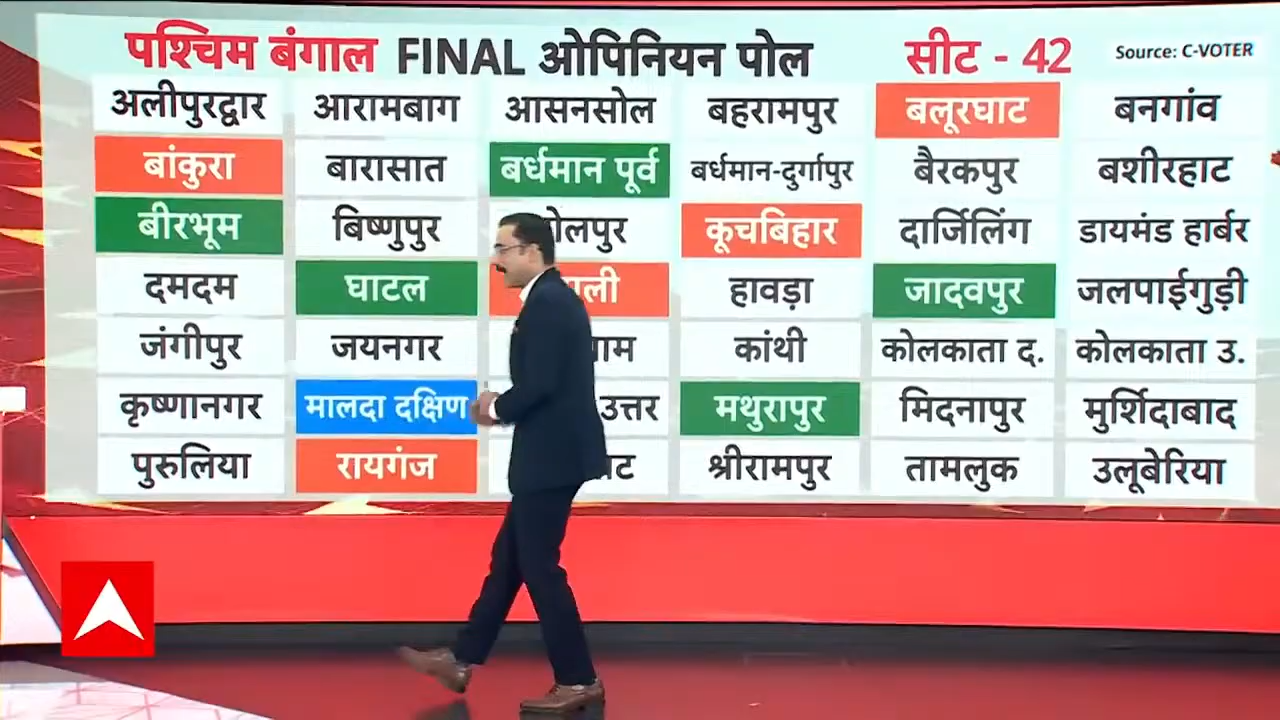 पश्चिम बंगाल FINAL ओपिनियन पोल सीट - 42 Source: C-VOTER
अलीपुरद्वार आरामबाग आसनसोल बहरामपुर बलूरघाट बनगांव
बांकुरा बारासात बर्धमान पूर्व बर्धमान-दुर्गापुर बैरकपुर बशीरहाट
बीरभूम बिष्णुपुर कूचबिहार दार्जिलिंग डायमंड हार्बर
दमदम घाटल हावड़ा जादवपुर जलपाईगुड़ी
जंगीपुर जयनगर कांथी कोलकाता द. कोलकाता उ.
कृष्णानगर मालदा दक्षिण उत्तर मथुरापुर मिदनापुर मुर्शिदाबाद
पुरुलिया रायगंज श्रीरामपुर तामलुक उलूबेरिया